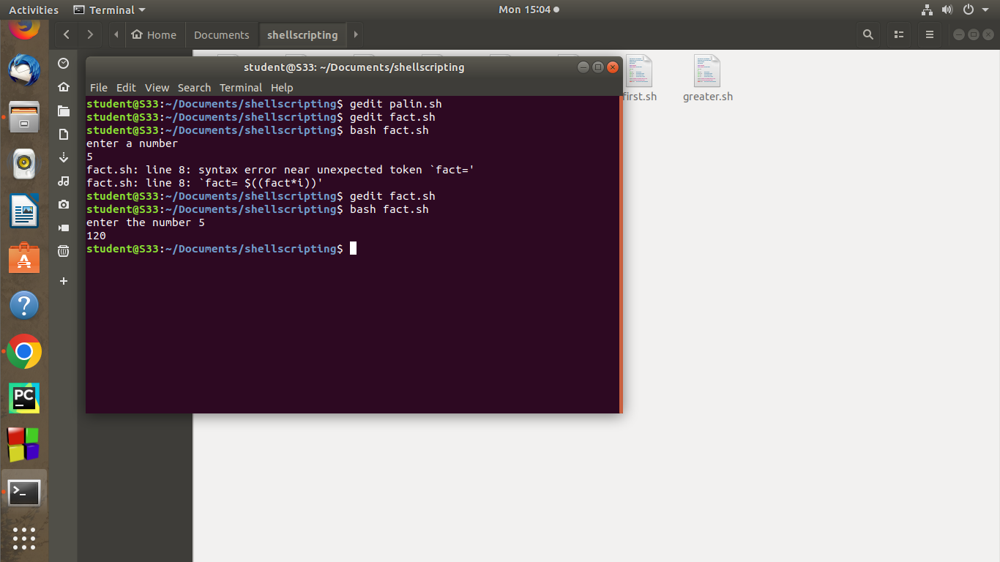 Activities Terminal Mon 15:04
Home Documents shellscripting
student@S33: ~/Documents/shellscripting
File Edit View Search Terminal Help
first.sh greater.sh
student@S33:~/Documents/shellscripting$ gedit palin.sh
student@S33:~/Documents/shellscripting$ gedit fact.sh
student@S33:~/Documents/shellscripting$ bash fact.sh
enter a number
5
fact.sh: line 8: syntax error near unexpected token `fact='
fact.sh: line 8: `fact= $((fact*i))'
student@S33:~/Documents/shellscripting$ gedit fact.sh
student@S33:~/Documents/shellscripting$ bash fact.sh
enter the number 5
120
student@S33:~/Documents/shellscripting$
PC